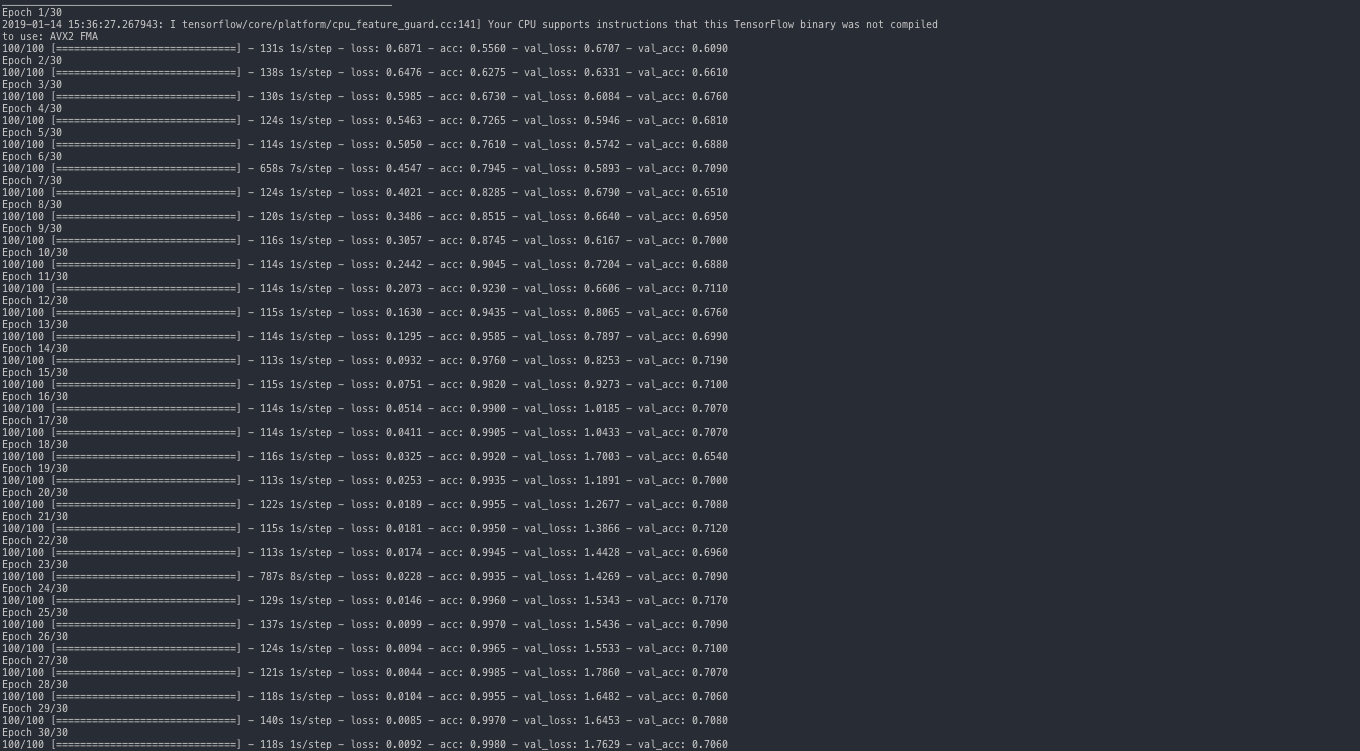 Epoch 1/30
2019-01-14 15:36:27.267943: I tensorflow/core/platform/cpu_feature_guard.cc:141] Your CPU supports instructions that this TensorFlow binary was not compiled
to use: AVX2 FMA
100/100 [==============================] - 131s 1s/step - loss: 0.6871 - acc: 0.5560 - val_loss: 0.6707 - val_acc: 0.6090
Epoch 2/30
100/100 [==============================] - 138s 1s/step - loss: 0.6476 - acc: 0.6275 - val_loss: 0.6331 - val_acc: 0.6610
Epoch 3/30
100/100 [==============================] - 130s 1s/step - loss: 0.5985 - acc: 0.6730 - val_loss: 0.6084 - val_acc: 0.6760
Epoch 4/30
100/100 [==============================] - 124s 1s/step - loss: 0.5463 - acc: 0.7265 - val_loss: 0.5946 - val_acc: 0.6810
Epoch 5/30
100/100 [==============================] - 114s 1s/step - loss: 0.5050 - acc: 0.7610 - val_loss: 0.5742 - val_acc: 0.6880
Epoch 6/30
100/100 [==============================] - 658s 7s/step - loss: 0.4547 - acc: 0.7945 - val_loss: 0.5893 - val_acc: 0.7090
Epoch 7/30
100/100 [==============================] - 124s 1s/step - loss: 0.4021 - acc: 0.8285 - val_loss: 0.6790 - val_acc: 0.6510
Epoch 8/30
100/100 [==============================] - 120s 1s/step - loss: 0.3486 - acc: 0.8515 - val_loss: 0.6640 - val_acc: 0.6950
Epoch 9/30
100/100 [==============================] - 116s 1s/step - loss: 0.3057 - acc: 0.8745 - val_loss: 0.6167 - val_acc: 0.7000
Epoch 10/30
100/100 [==============================] - 114s 1s/step - loss: 0.2442 - acc: 0.9045 - val_loss: 0.7204 - val_acc: 0.6880
Epoch 11/30
100/100 [==============================] - 114s 1s/step - loss: 0.2073 - acc: 0.9230 - val_loss: 0.6606 - val_acc: 0.7110
Epoch 12/30
100/100 [==============================] - 115s 1s/step - loss: 0.1630 - acc: 0.9435 - val_loss: 0.8065 - val_acc: 0.6760
Epoch 13/30
100/100 [==============================] - 114s 1s/step - loss: 0.1295 - acc: 0.9585 - val_loss: 0.7897 - val_acc: 0.6990
Epoch 14/30
100/100 [==============================] - 113s 1s/step - loss: 0.0932 - acc: 0.9760 - val_loss: 0.8253 - val_acc: 0.7190
Epoch 15/30
100/100 [==============================] - 115s 1s/step - loss: 0.0751 - acc: 0.9820 - val_loss: 0.9273 - val_acc: 0.7100
Epoch 16/30
100/100 [==============================] - 114s 1s/step - loss: 0.0514 - acc: 0.9900 - val_loss: 1.0185 - val_acc: 0.7070
Epoch 17/30
100/100 [==============================] - 114s 1s/step - loss: 0.0411 - acc: 0.9905 - val_loss: 1.0433 - val_acc: 0.7070
Epoch 18/30
100/100 [==============================] - 116s 1s/step - loss: 0.0325 - acc: 0.9920 - val_loss: 1.7003 - val_acc: 0.6540
Epoch 19/30
100/100 [==============================] - 113s 1s/step - loss: 0.0253 - acc: 0.9935 - val_loss: 1.1891 - val_acc: 0.7000
Epoch 20/30
100/100 [==============================] - 122s 1s/step - loss: 0.0189 - acc: 0.9955 - val_loss: 1.2677 - val_acc: 0.7080
Epoch 21/30
100/100 [==============================] - 115s 1s/step - loss: 0.0181 - acc: 0.9950 - val_loss: 1.3866 - val_acc: 0.7120
Epoch 22/30
100/100 [==============================] - 113s 1s/step - loss: 0.0174 - acc: 0.9945 - val_loss: 1.4428 - val_acc: 0.6960
Epoch 23/30
100/100 [==============================] - 787s 8s/step - loss: 0.0228 - acc: 0.9935 - val_loss: 1.4269 - val_acc: 0.7090
Epoch 24/30
100/100 [==============================] - 129s 1s/step - loss: 0.0146 - acc: 0.9960 - val_loss: 1.5343 - val_acc: 0.7170
Epoch 25/30
100/100 [==============================] - 137s 1s/step - loss: 0.0099 - acc: 0.9970 - val_loss: 1.5436 - val_acc: 0.7090
Epoch 26/30
100/100 [==============================] - 124s 1s/step - loss: 0.0094 - acc: 0.9965 - val_loss: 1.5533 - val_acc: 0.7100
Epoch 27/30
100/100 [==============================] - 121s 1s/step - loss: 0.0044 - acc: 0.9985 - val_loss: 1.7860 - val_acc: 0.7070
Epoch 28/30
100/100 [==============================] - 118s 1s/step - loss: 0.0104 - acc: 0.9955 - val_loss: 1.6482 - val_acc: 0.7060
Epoch 29/30
100/100 [==============================] - 140s 1s/step - loss: 0.0085 - acc: 0.9970 - val_loss: 1.6453 - val_acc: 0.7080
Epoch 30/30
100/100 [==============================] - 118s 1s/step - loss: 0.0092 - acc: 0.9980 - val_loss: 1.7629 - val_acc: 0.7060